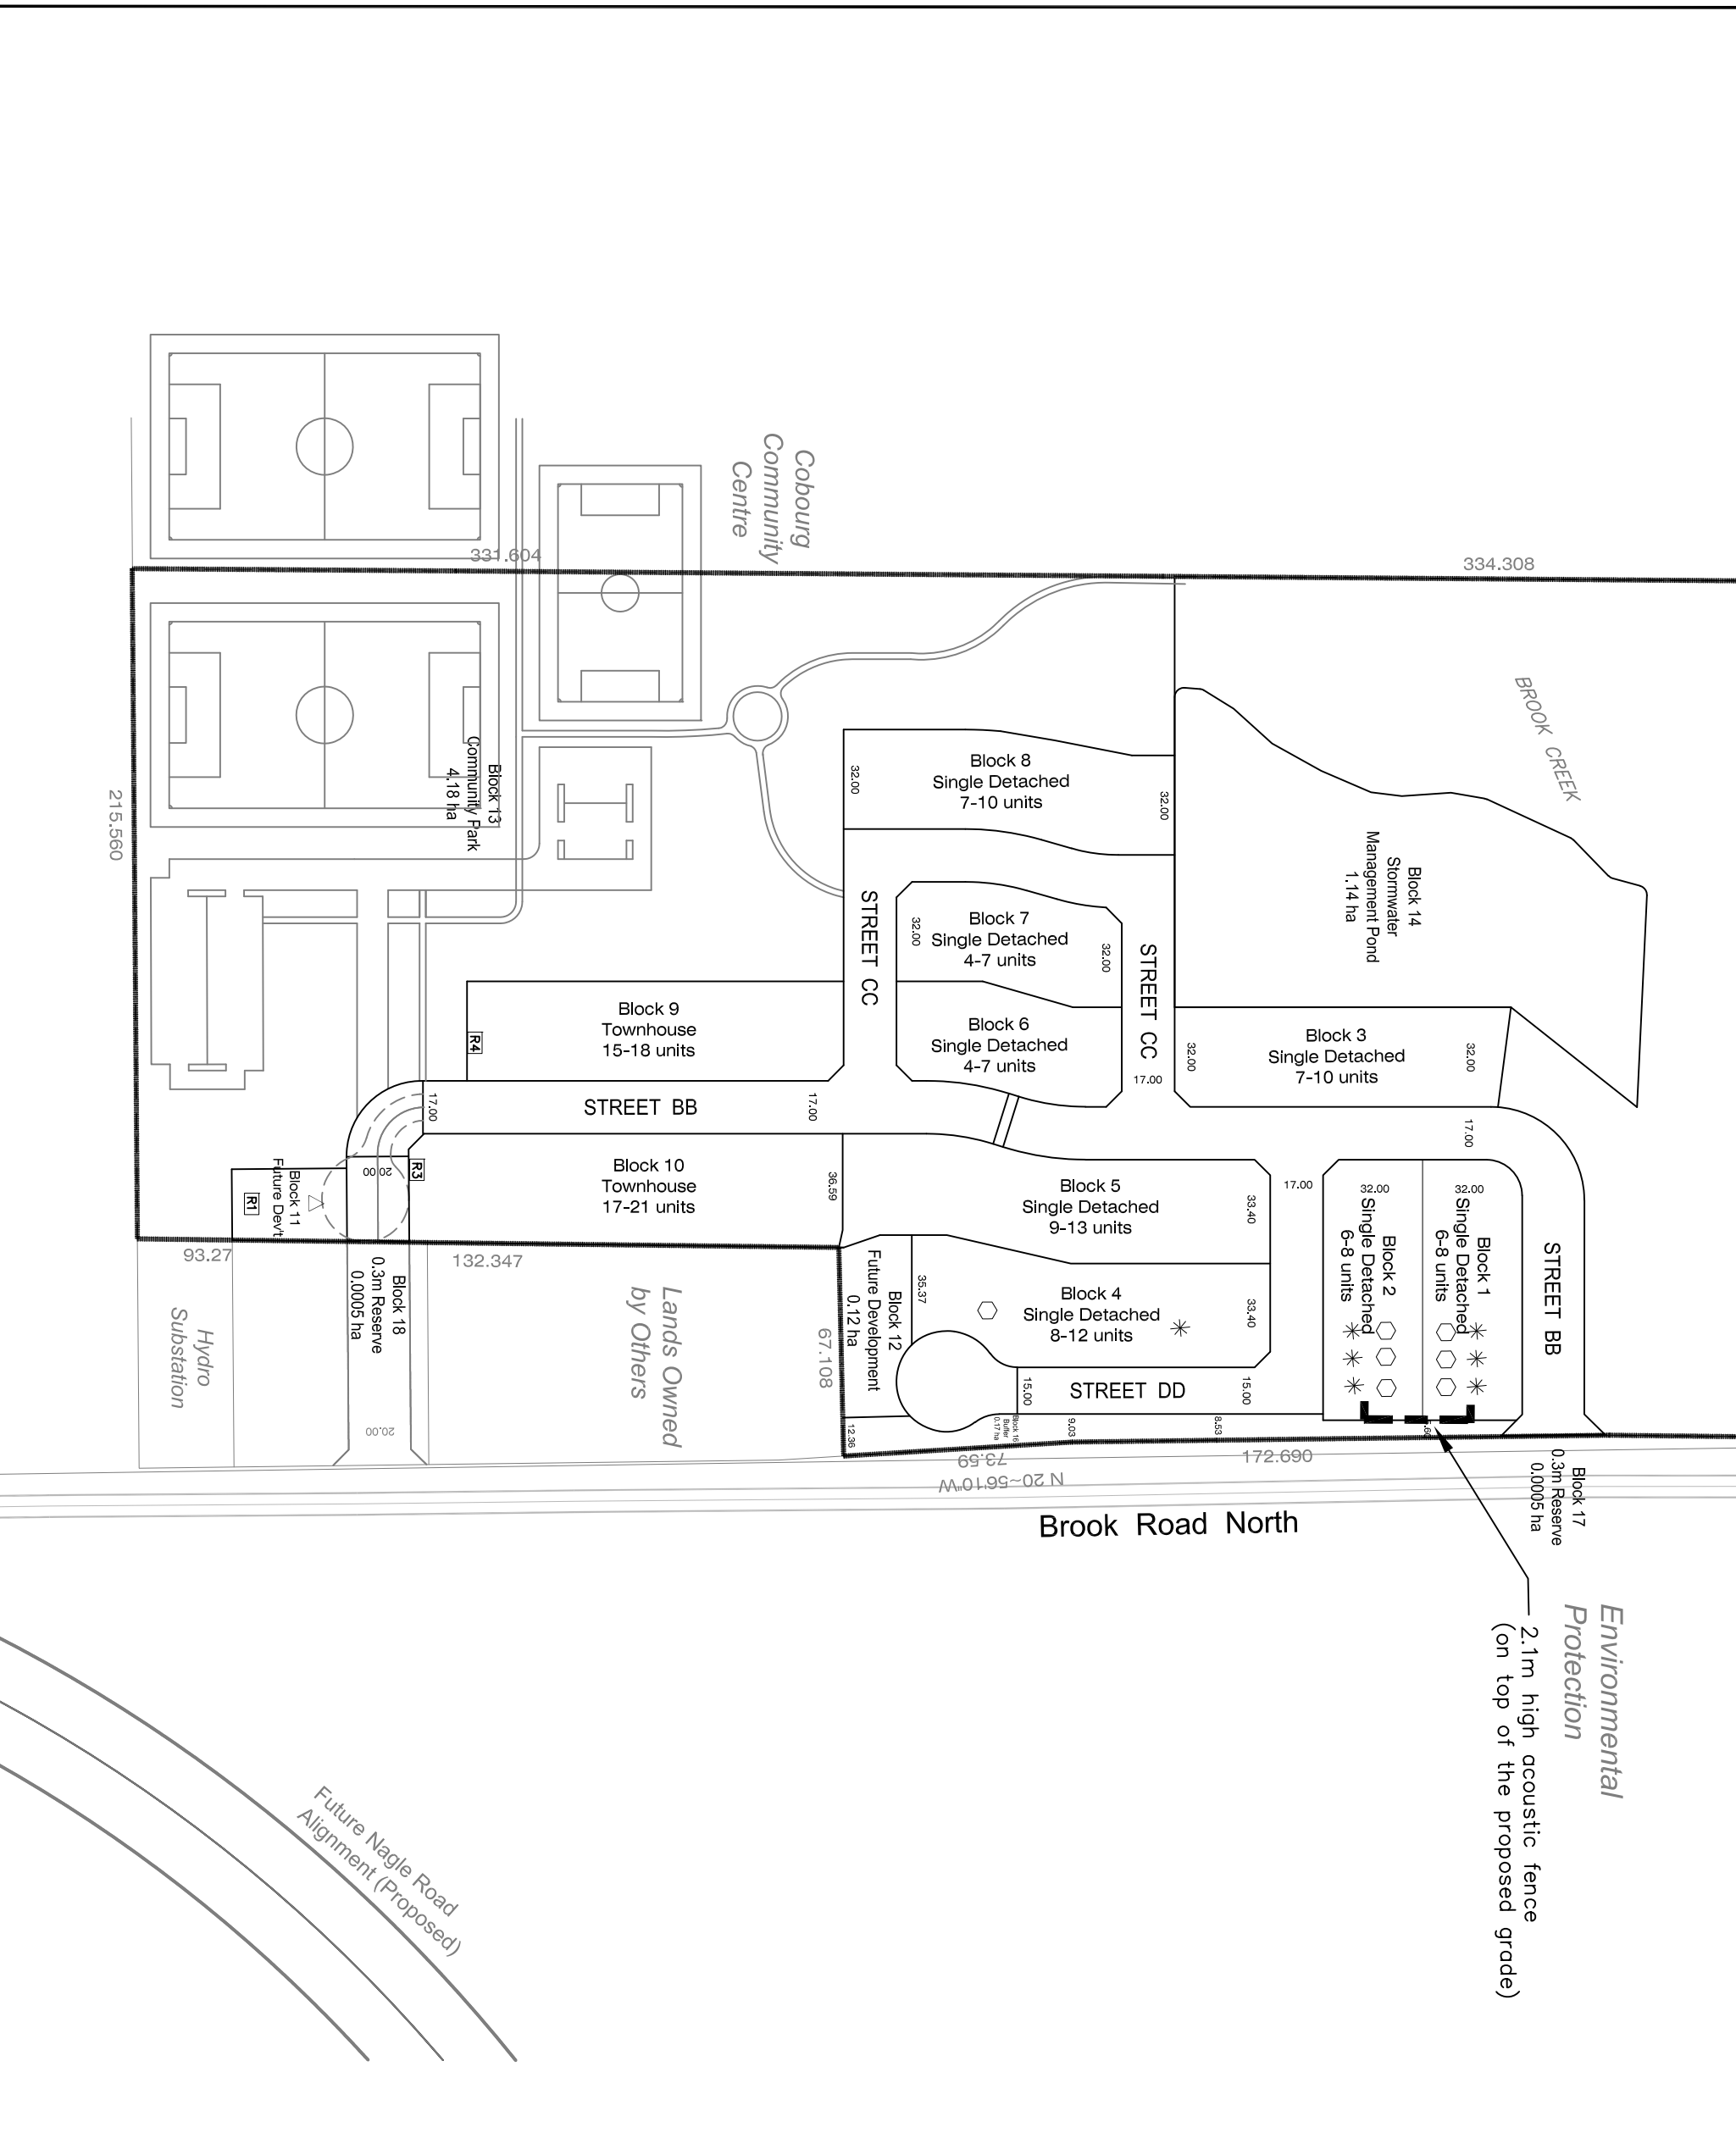 Cobourg
Community
Centre
331.604
334.308
BROOK CREEK
215.560
Block 13
Community Park
4.18 ha
Block 8
Single Detached
7-10 units
32.00
32.00
Block 14
Stormwater
Management Pond
1.14 ha
STREET CC
Block 7
Single Detached
4-7 units
32.00
32.00
STREET CC
Block 9
Townhouse
15-18 units
R4
Block 6
Single Detached
4-7 units
17.00
32.00
Block 3
Single Detached
7-10 units
32.00
17.00
STREET BB
17.00
17.00
Block 10
Townhouse
17-21 units
36.59
R3
20.00
Block 11
Future Dev't
R1
Block 5
Single Detached
9-13 units
33.40
17.00
32.00
32.00
Block 2
Single Detached
6-8 units
Block 1
Single Detached
6-8 units
STREET BB
93.27
132.347
Block 18
0.3m Reserve
0.0005 ha
20.00
Hydro
Substation
Lands Owned
by Others
67.108
Block 12
Future Development
0.12 ha
35.37
Block 4
Single Detached
8-12 units
33.40
STREET DD
15.00
15.00
12.36
Block 16
Buffer
0.17 ha
9.03
8.53
73.59
N 20~56'10"W
172.690
Block 17
0.3m Reserve
0.0005 ha
Brook Road North
Environmental
Protection
2.1m high acoustic fence
(on top of the proposed grade)
Future Nagle Road
Alignment (Proposed)